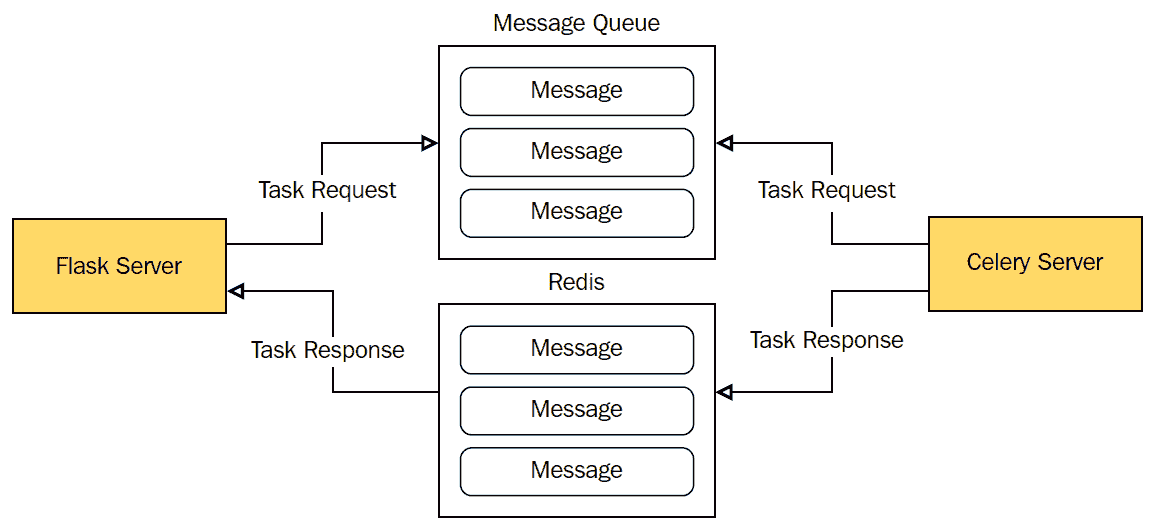 Message Queue
Message
Message
Message
Task Request
Task Request
Flask Server
Celery Server
Redis
Message
Message
Message
Task Response
Task Response